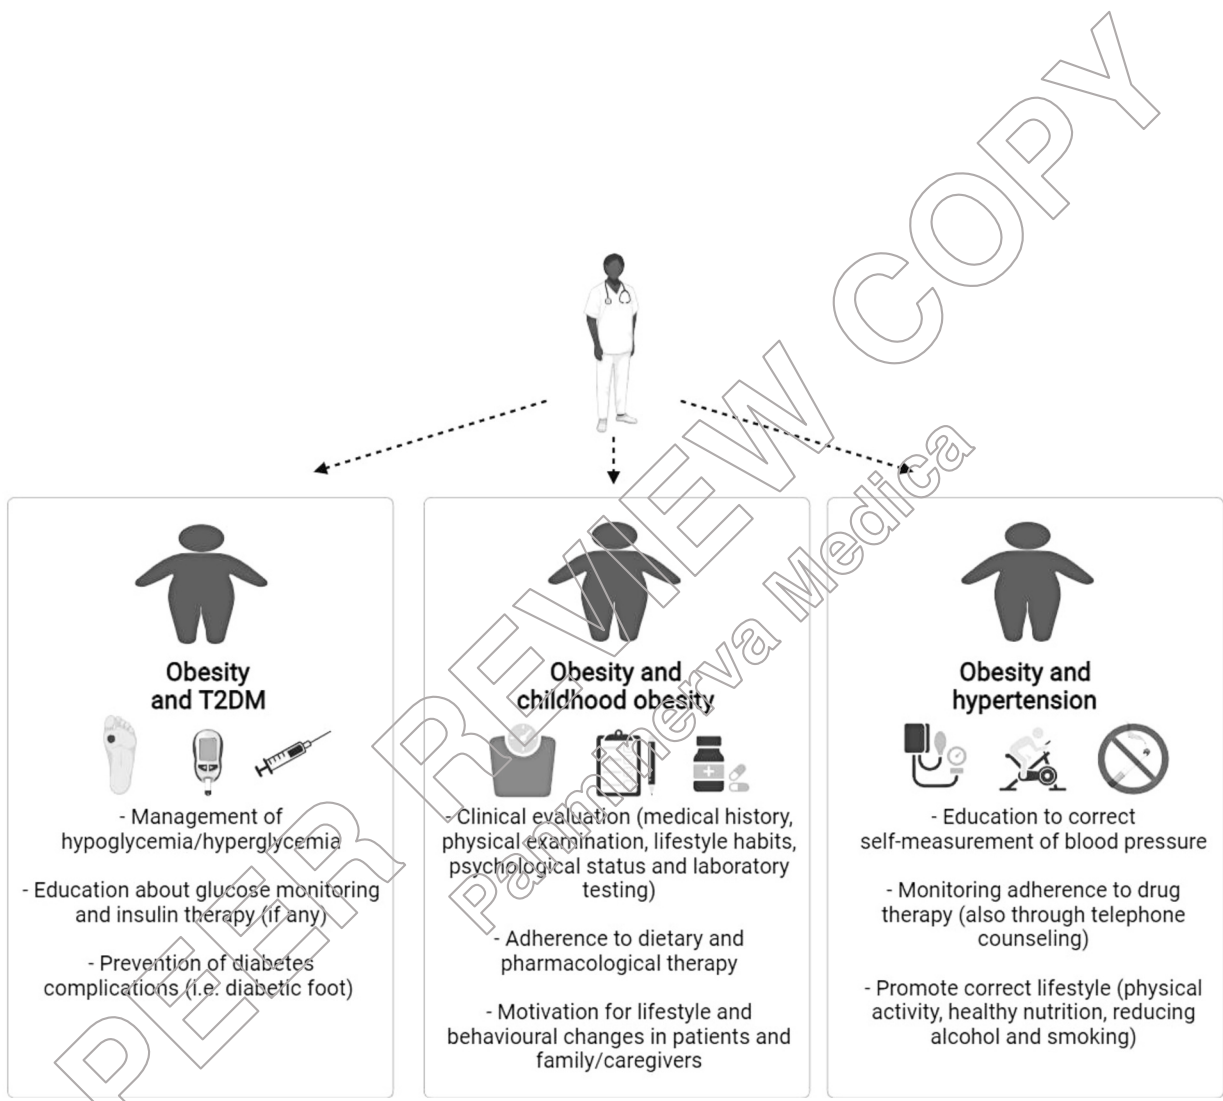 Obesity
and T2DM
- Management of
hypoglycemia/hyperglycemia
- Education about glucose monitoring
and insulin therapy (if any)
- Prevention of diabetes
complications (i.e. diabetic foot)
Obesity and
childhood obesity
- Clinical evaluation (medical history,
physical examination, lifestyle habits,
psychological status and laboratory
testing)
- Adherence to dietary and
pharmacological therapy
- Motivation for lifestyle and
behavioural changes in patients and
family/caregivers
Obesity and
hypertension
- Education to correct
self-measurement of blood pressure
- Monitoring adherence to drug
therapy (also through telephone
counseling)
- Promote correct lifestyle (physical
activity, healthy nutrition, reducing
alcohol and smoking)
PEER REVIEW COPY
Panminerva Medica